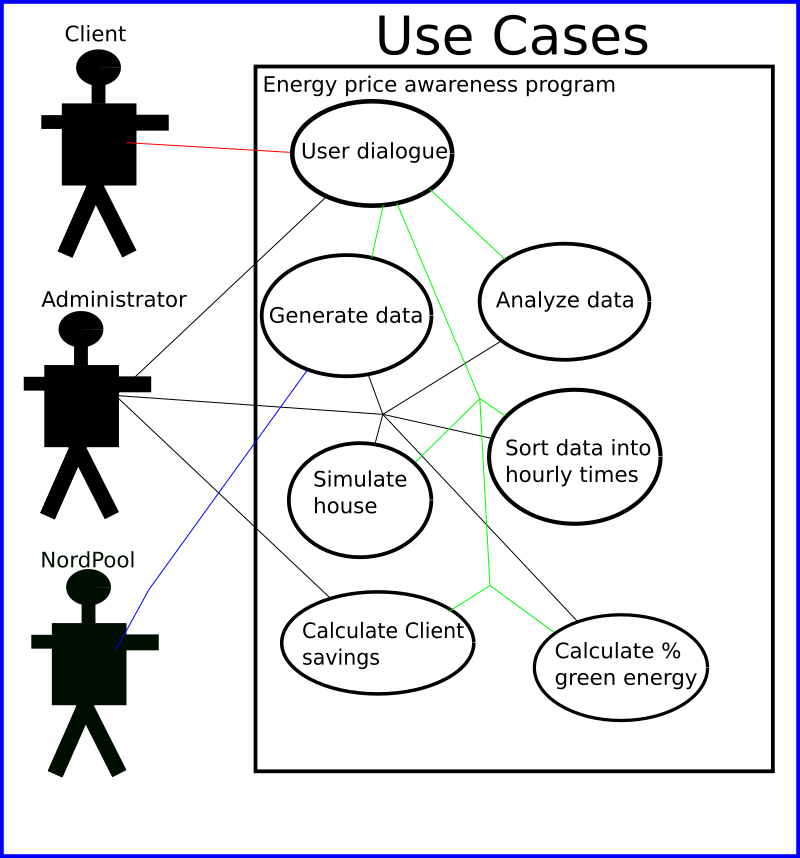 Use Cases
Client
Energy price awareness program
User dialogue
Administrator
Generate data
Analyze data
Simulate
house
Sort data into
hourly times
NordPool
Calculate Client
savings
Calculate %
green energy